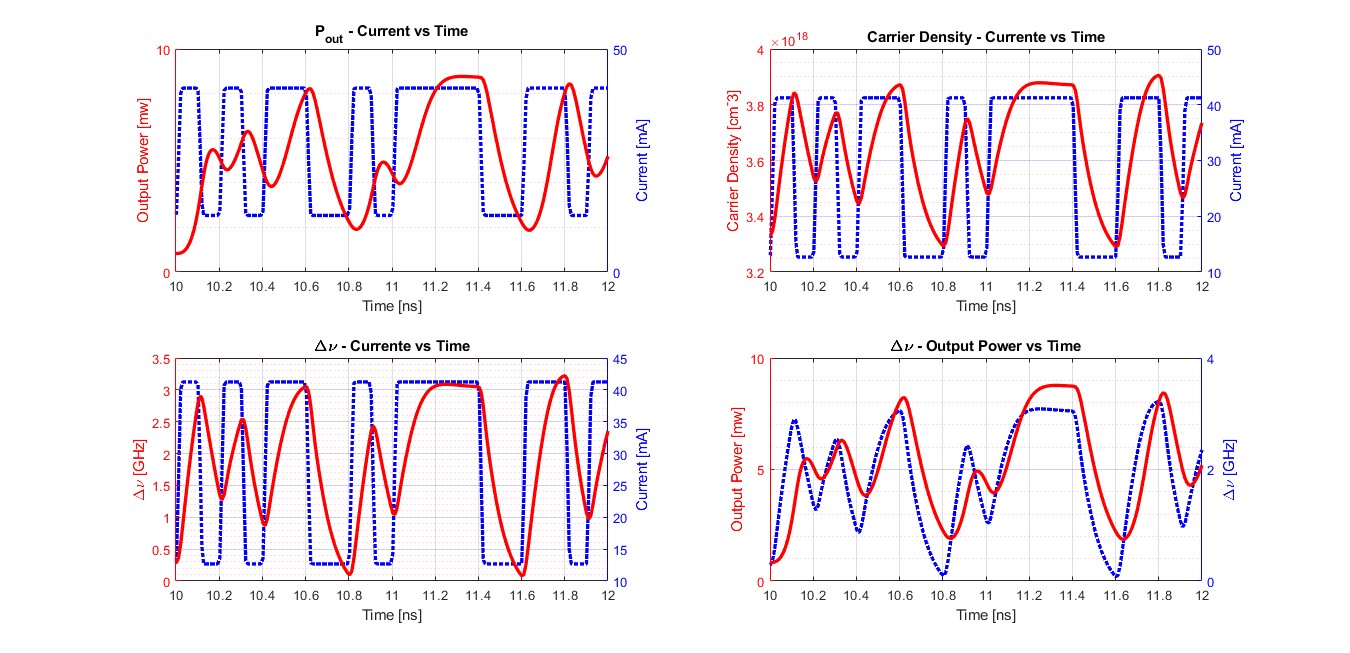 P_out - Current vs Time
10
0
Output Power [mw]
50
0
Current [mA]
10 10.2 10.4 10.6 10.8 11 11.2 11.4 11.6 11.8 12
Time [ns]
Carrier Density - Currente vs Time
×10^18
4
3.8
3.6
3.4
3.2
Carrier Density [cm^-3]
50
40
30
20
10
Current [mA]
10 10.2 10.4 10.6 10.8 11 11.2 11.4 11.6 11.8 12
Time [ns]
Δν - Currente vs Time
3.5
3
2.5
2
1.5
1
0.5
0
Δν [GHz]
45
40
35
30
25
20
15
10
Current [mA]
10 10.2 10.4 10.6 10.8 11 11.2 11.4 11.6 11.8 12
Time [ns]
Δν - Output Power vs Time
10
5
0
Output Power [mw]
4
2
0
Δν [GHz]
10 10.2 10.4 10.6 10.8 11 11.2 11.4 11.6 11.8 12
Time [ns]